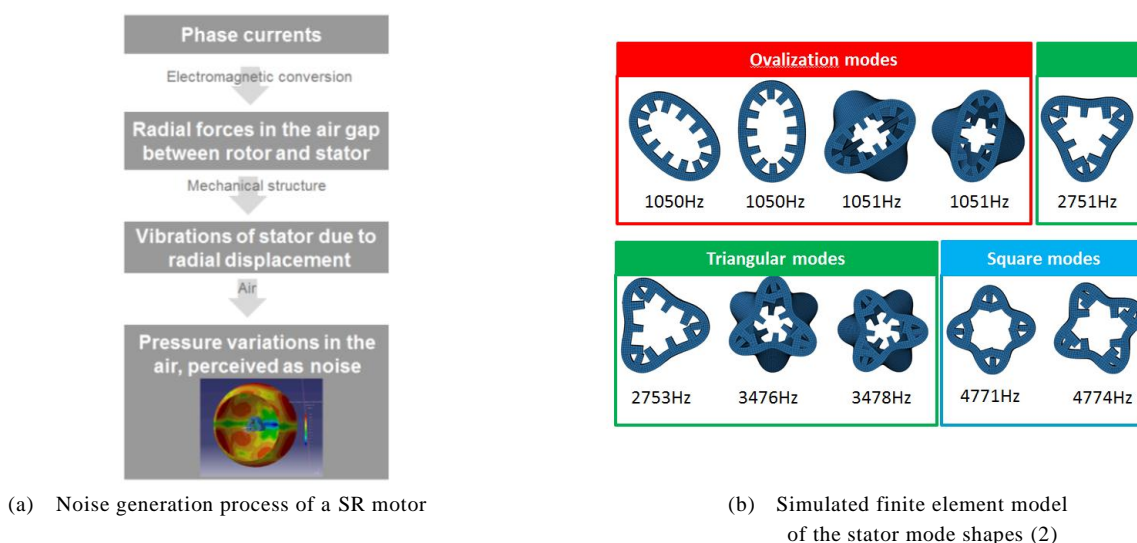 Phase currents
Electromagnetic conversion
Radial forces in the air gap
between rotor and stator
Mechanical structure
Vibrations of stator due to
radial displacement
Air
Pressure variations in the
air, perceived as noise
(a) Noise generation process of a SR motor
Ovalization modes
1050Hz 1050Hz 1051Hz 1051Hz 2751Hz
Triangular modes Square modes
2753Hz 3476Hz 3478Hz 4771Hz 4774Hz
(b) Simulated finite element model
of the stator mode shapes (2)